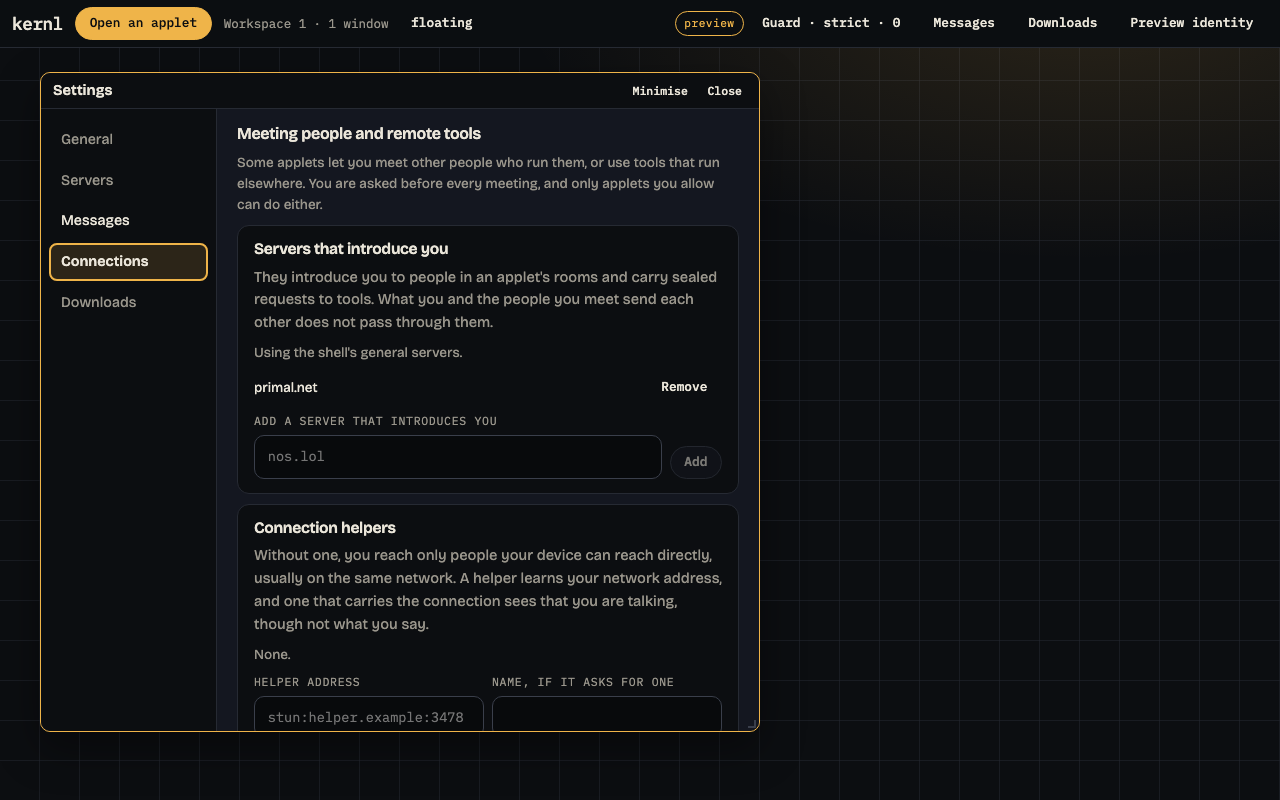 kernl
Open an applet
Workspace 1 · 1 window
floating
preview
Guard · strict · 0
Messages
Downloads
Preview identity
Settings
Minimise
Close
General
Servers
Messages
Connections
Downloads
Meeting people and remote tools
Some applets let you meet other people who run them, or use tools that run
elsewhere. You are asked before every meeting, and only applets you allow
can do either.
Servers that introduce you
They introduce you to people in an applet's rooms and carry sealed
requests to tools. What you and the people you meet send each
other does not pass through them.
Using the shell's general servers.
primal.net
Remove
ADD A SERVER THAT INTRODUCES YOU
nos.lol
Add
Connection helpers
Without one, you reach only people your device can reach directly,
usually on the same network. A helper learns your network address,
and one that carries the connection sees that you are talking,
though not what you say.
None.
HELPER ADDRESS
NAME, IF IT ASKS FOR ONE
stun:helper.example:3478